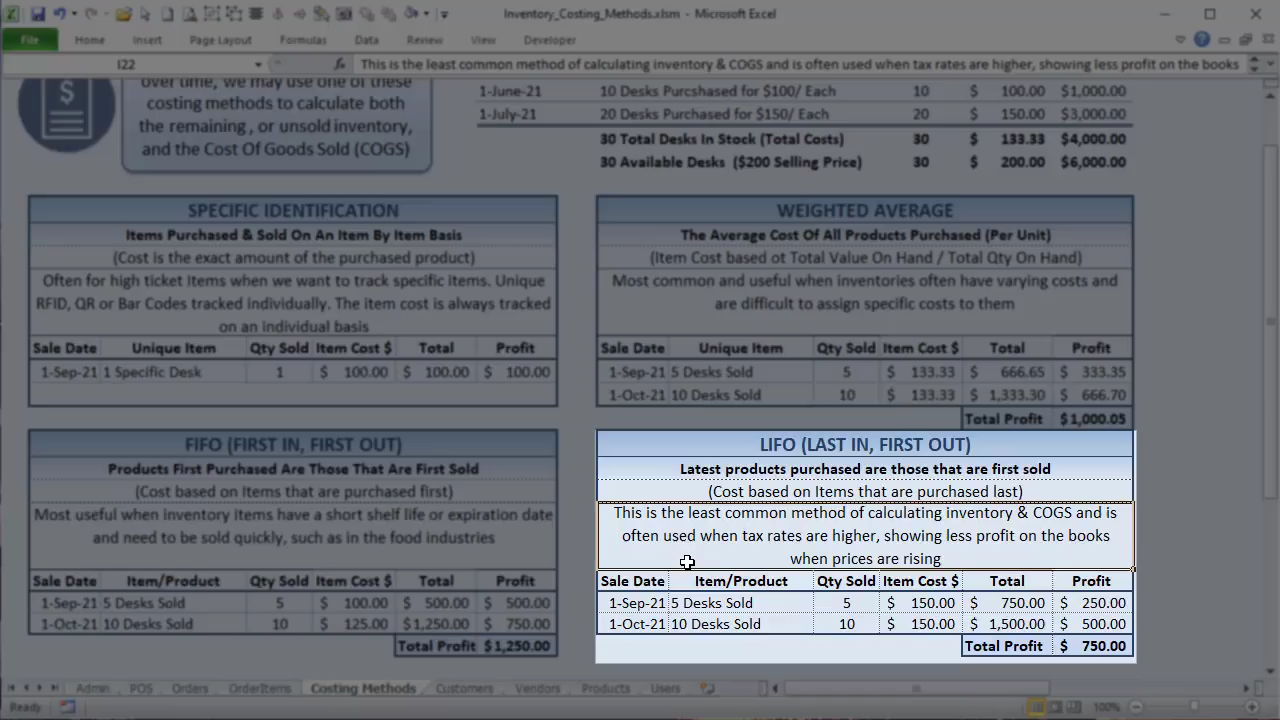 Inventory_Costing_Methods.xlsm - Microsoft Excel
File Home Insert Page Layout Formulas Data Review View Developer
I22 fx This is the least common method of calculating inventory & COGS and is often used when tax rates are higher, showing less profit on the books
over time, we may use one of these
costing methods to calculate both
the remaining, or unsold inventory,
and the Cost Of Goods Sold (COGS)
1-June-21 10 Desks Purcshased for $100/ Each 10 $ 100.00 $1,000.00
1-July-21 20 Desks Purchased for $150/ Each 20 $ 150.00 $3,000.00
30 Total Desks In Stock (Total Costs) 30 $ 133.33 $4,000.00
30 Available Desks ($200 Selling Price) 30 $ 200.00 $6,000.00
SPECIFIC IDENTIFICATION
Items Purchased & Sold On An Item By Item Basis
(Cost is the exact amount of the purchased product)
Often for high ticket Items when we want to track specific items. Unique
RFID, QR or Bar Codes tracked individually. The item cost is always tracked
on an individual basis
Sale Date Unique Item Qty Sold Item Cost $ Total Profit
1-Sep-21 1 Specific Desk 1 $ 100.00 $ 100.00 $ 100.00
WEIGHTED AVERAGE
The Average Cost Of All Products Purchased (Per Unit)
(Item Cost based ot Total Value On Hand / Total Qty On Hand)
Most common and useful when inventories often have varying costs and
are difficult to assign specific costs to them
Sale Date Unique Item Qty Sold Item Cost $ Total Profit
1-Sep-21 5 Desks Sold 5 $ 133.33 $ 666.65 $ 333.35
1-Oct-21 10 Desks Sold 10 $ 133.33 $ 1,333.30 $ 666.70
Total Profit $1,000.05
FIFO (FIRST IN, FIRST OUT)
Products First Purchased Are Those That Are First Sold
(Cost based on Items that are purchased first)
Most useful when inventory items have a short shelf life or expiration date
and need to be sold quickly, such as in the food industries
Sale Date Item/Product Qty Sold Item Cost $ Total Profit
1-Sep-21 5 Desks Sold 5 $ 100.00 $ 500.00 $ 500.00
1-Oct-21 10 Desks Sold 10 $ 125.00 $1,250.00 $ 750.00
Total Profit $1,250.00
LIFO (LAST IN, FIRST OUT)
Latest products purchased are those that are first sold
(Cost based on Items that are purchased last)
This is the least common method of calculating inventory & COGS and is
often used when tax rates are higher, showing less profit on the books
when prices are rising
Sale Date Item/Product Qty Sold Item Cost $ Total Profit
1-Sep-21 5 Desks Sold 5 $ 150.00 $ 750.00 $ 250.00
1-Oct-21 10 Desks Sold 10 $ 150.00 $ 1,500.00 $ 500.00
Total Profit $ 750.00
Admin POS Orders OrderItems Costing Methods Customers Vendors Products Users
Ready 100%